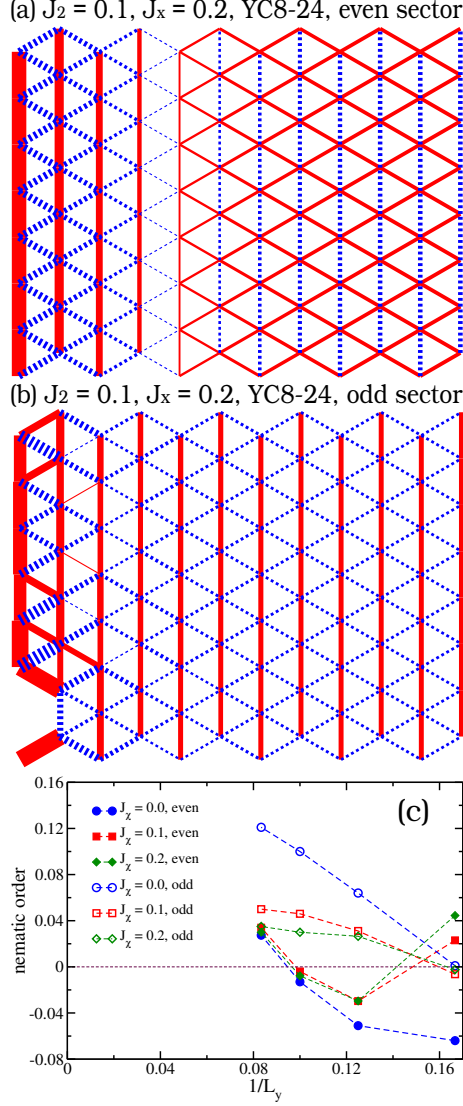 (a) J₂ = 0.1, Jₓ = 0.2, YC8-24, even sector
(b) J₂ = 0.1, Jₓ = 0.2, YC8-24, odd sector
(c)
0.16
0.12
0.08
0.04
0
-0.04
-0.08
nematic order
J_χ = 0.0, even
J_χ = 0.1, even
J_χ = 0.2, even
J_χ = 0.0, odd
J_χ = 0.1, odd
J_χ = 0.2, odd
0 0.04 0.08 0.12 0.16
1/L_y